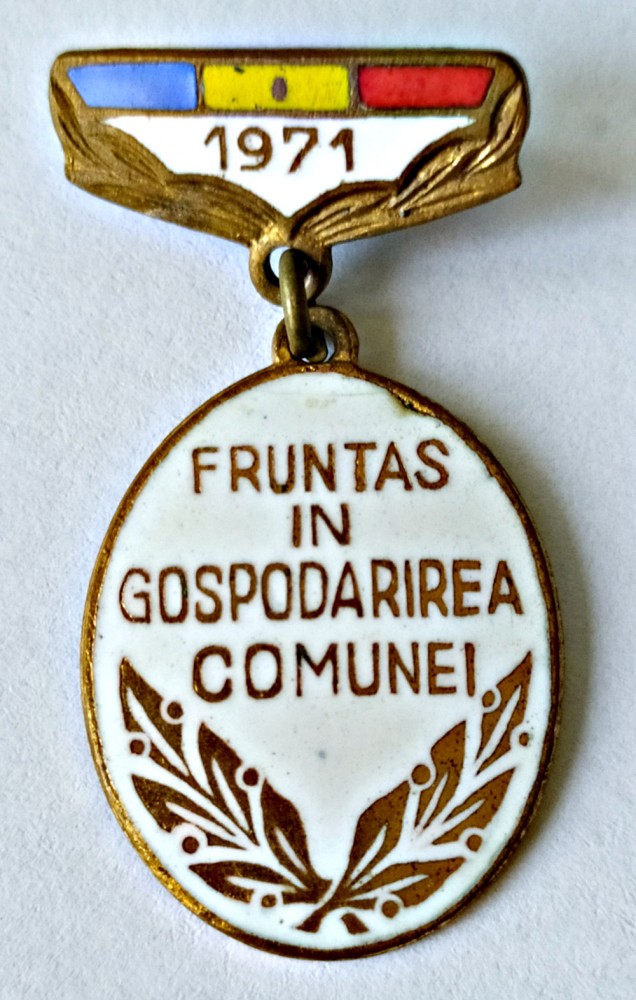 1971
FRUNTAS
IN
GOSPODARIREA
COMUNEI